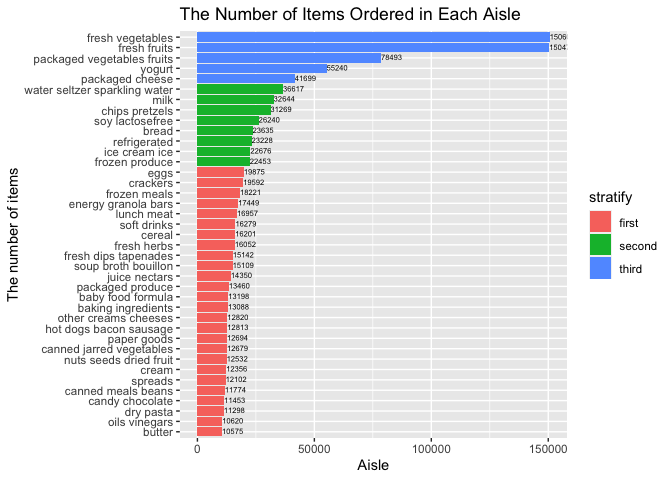 The Number of Items Ordered in Each Aisle
The number of items
fresh vegetables 1506
fresh fruits 1504
packaged vegetables fruits 78493
yogurt 55240
packaged cheese 41699
water seltzer sparkling water 36617
milk 32644
chips pretzels 31269
soy lactosefree 26240
bread 23635
refrigerated 23228
ice cream ice 22676
frozen produce 22453
eggs 19875
crackers 19592
frozen meals 18221
energy granola bars 17449
lunch meat 16957
soft drinks 16279
cereal 16201
fresh herbs 16052
fresh dips tapenades 15142
soup broth bouillon 15109
juice nectars 14350
packaged produce 13460
baby food formula 13198
baking ingredients 13088
other creams cheeses 12820
hot dogs bacon sausage 12813
paper goods 12694
canned jarred vegetables 12679
nuts seeds dried fruit 12532
cream 12356
spreads 12102
canned meals beans 11774
candy chocolate 11453
dry pasta 11298
oils vinegars 10620
butter 10575
0 50000 100000 150000
Aisle
stratify
first
second
third